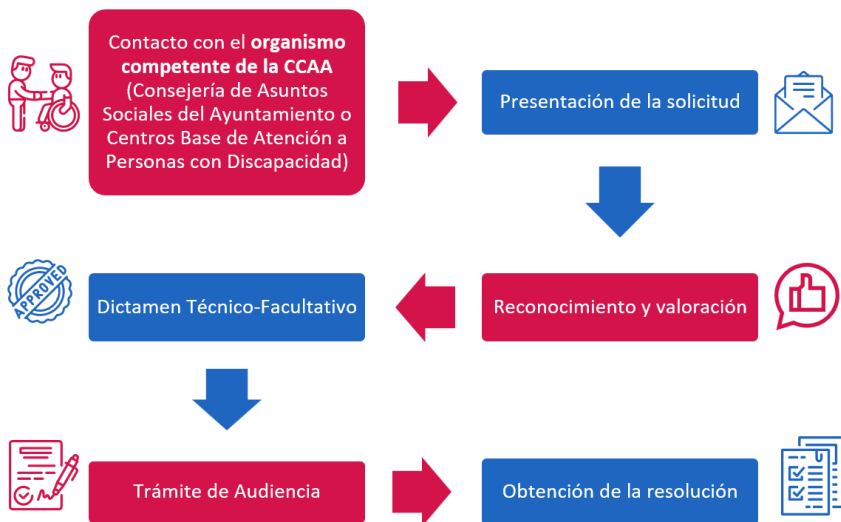 Contacto con el organismo
competente de la CCAA
(Consejería de Asuntos
Sociales del Ayuntamiento o
Centros Base de Atención a
Personas con Discapacidad)
Presentación de la solicitud
Reconocimiento y valoración
APPROVED
Dictamen Técnico-Facultativo
Trámite de Audiencia
Obtención de la resolución